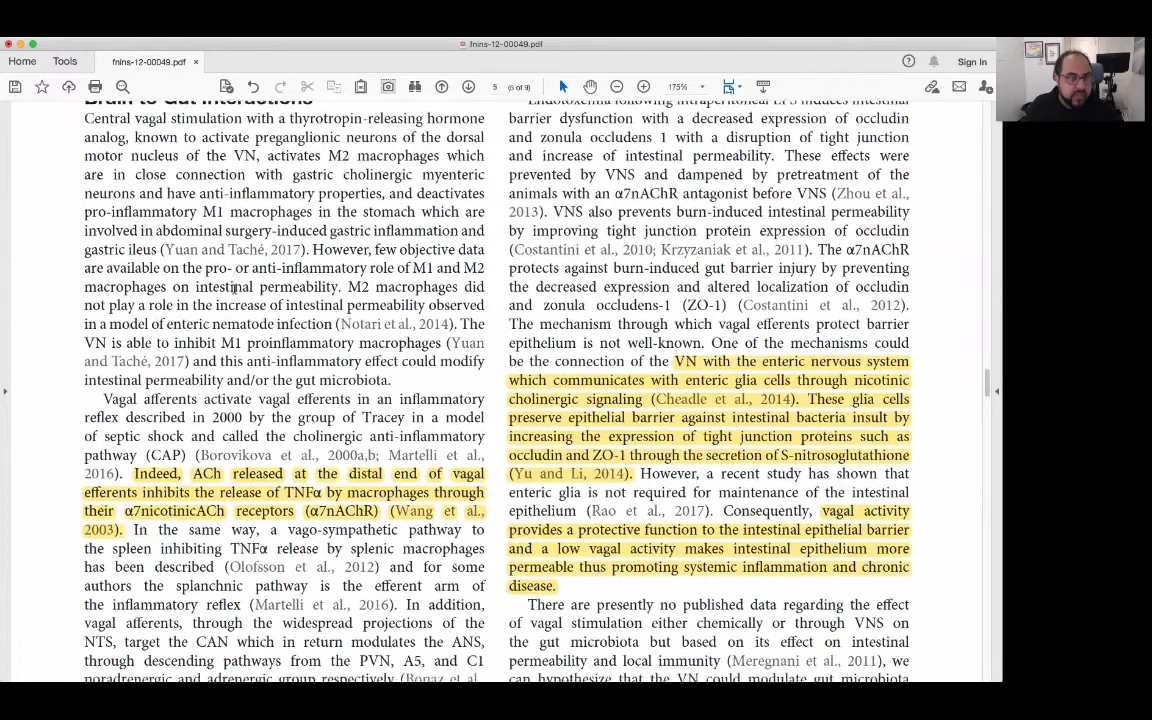 fnins-12-00049.pdf
Home
Tools
fnins-12-00049.pdf ×
Sign In
5 (5 of 9)
175%
Brain to Gut Interactions
Central vagal stimulation with a thyrotropin-releasing hormone
analog, known to activate preganglionic neurons of the dorsal
motor nucleus of the VN, activates M2 macrophages which
are in close connection with gastric cholinergic myenteric
neurons and have anti-inflammatory properties, and deactivates
pro-inflammatory M1 macrophages in the stomach which are
involved in abdominal surgery-induced gastric inflammation and
gastric ileus (Yuan and Taché, 2017). However, few objective data
are available on the pro- or anti-inflammatory role of M1 and M2
macrophages on intestinal permeability. M2 macrophages did
not play a role in the increase of intestinal permeability observed
in a model of enteric nematode infection (Notari et al., 2014). The
VN is able to inhibit M1 proinflammatory macrophages (Yuan
and Taché, 2017) and this anti-inflammatory effect could modify
intestinal permeability and/or the gut microbiota.
Vagal afferents activate vagal efferents in an inflammatory
reflex described in 2000 by the group of Tracey in a model
of septic shock and called the cholinergic anti-inflammatory
pathway (CAP) (Borovikova et al., 2000a,b; Martelli et al.,
2016). Indeed, ACh released at the distal end of vagal
efferents inhibits the release of TNFα by macrophages through
their α7nicotinicACh receptors (α7nAChR) (Wang et al.,
2003). In the same way, a vago-sympathetic pathway to
the spleen inhibiting TNFα release by splenic macrophages
has been described (Olofsson et al., 2012) and for some
authors the splanchnic pathway is the efferent arm of
the inflammatory reflex (Martelli et al., 2016). In addition,
vagal afferents, through the widespread projections of the
NTS, target the CAN which in return modulates the ANS,
through descending pathways from the PVN, A5, and C1
noradrenergic and adrenergic group respectively (Bonaz et al.,
Endotoxemia following intraperitoneal LPS induces intestinal
barrier dysfunction with a decreased expression of occludin
and zonula occludens 1 with a disruption of tight junction
and increase of intestinal permeability. These effects were
prevented by VNS and dampened by pretreatment of the
animals with an α7nAChR antagonist before VNS (Zhou et al.,
2013). VNS also prevents burn-induced intestinal permeability
by improving tight junction protein expression of occludin
(Costantini et al., 2010; Krzyzaniak et al., 2011). The α7nAChR
protects against burn-induced gut barrier injury by preventing
the decreased expression and altered localization of occludin
and zonula occludens-1 (ZO-1) (Costantini et al., 2012).
The mechanism through which vagal efferents protect barrier
epithelium is not well-known. One of the mechanisms could
be the connection of the VN with the enteric nervous system
which communicates with enteric glia cells through nicotinic
cholinergic signaling (Cheadle et al., 2014). These glia cells
preserve epithelial barrier against intestinal bacteria insult by
increasing the expression of tight junction proteins such as
occludin and ZO-1 through the secretion of S-nitrosoglutathione
(Yu and Li, 2014). However, a recent study has shown that
enteric glia is not required for maintenance of the intestinal
epithelium (Rao et al., 2017). Consequently, vagal activity
provides a protective function to the intestinal epithelial barrier
and a low vagal activity makes intestinal epithelium more
permeable thus promoting systemic inflammation and chronic
disease.
There are presently no published data regarding the effect
of vagal stimulation either chemically or through VNS on
the gut microbiota but based on its effect on intestinal
permeability and local immunity (Meregnani et al., 2011), we
can hypothesize that the VN could modulate gut microbiota